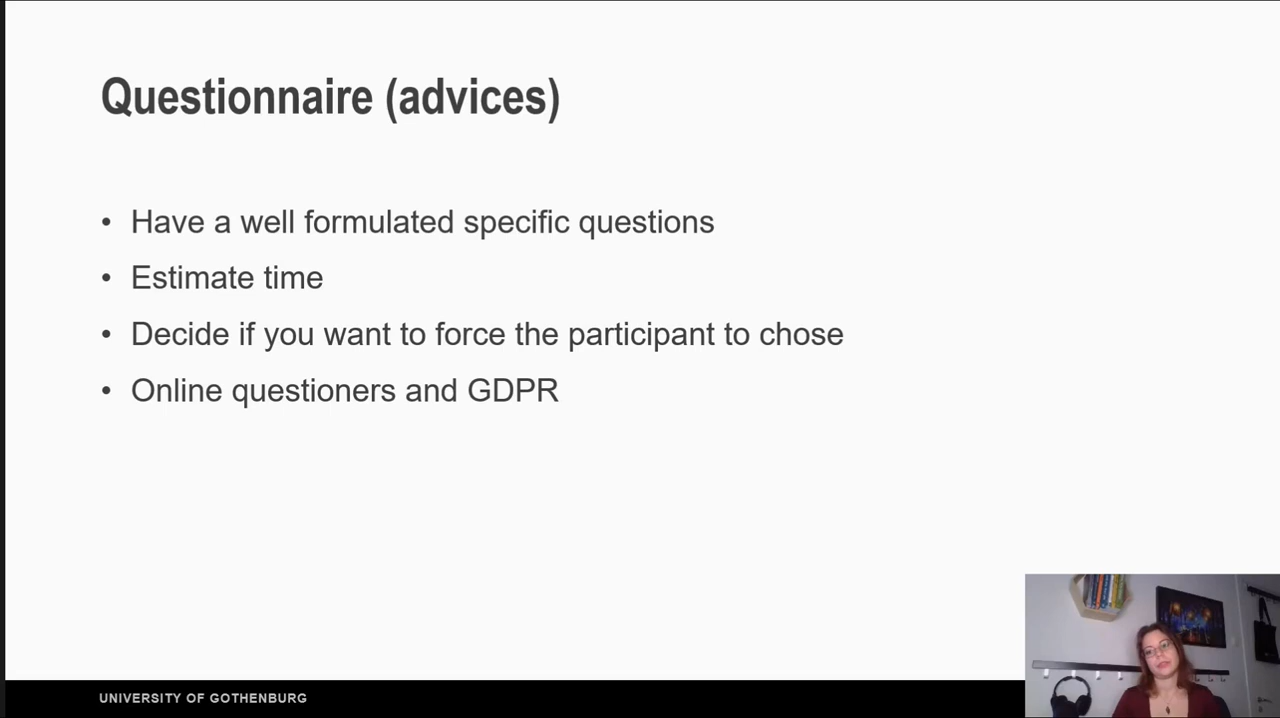 Questionnaire (advices)
• Have a well formulated specific questions
• Estimate time
• Decide if you want to force the participant to chose
• Online questioners and GDPR
UNIVERSITY OF GOTHENBURG